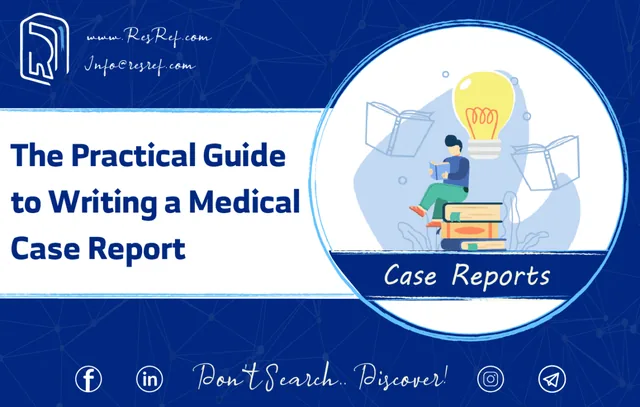 www.ResRef.com
Info@resref.com
The Practical Guide
to Writing a Medical
Case Report
Case Reports
Don't Search.. Discover!